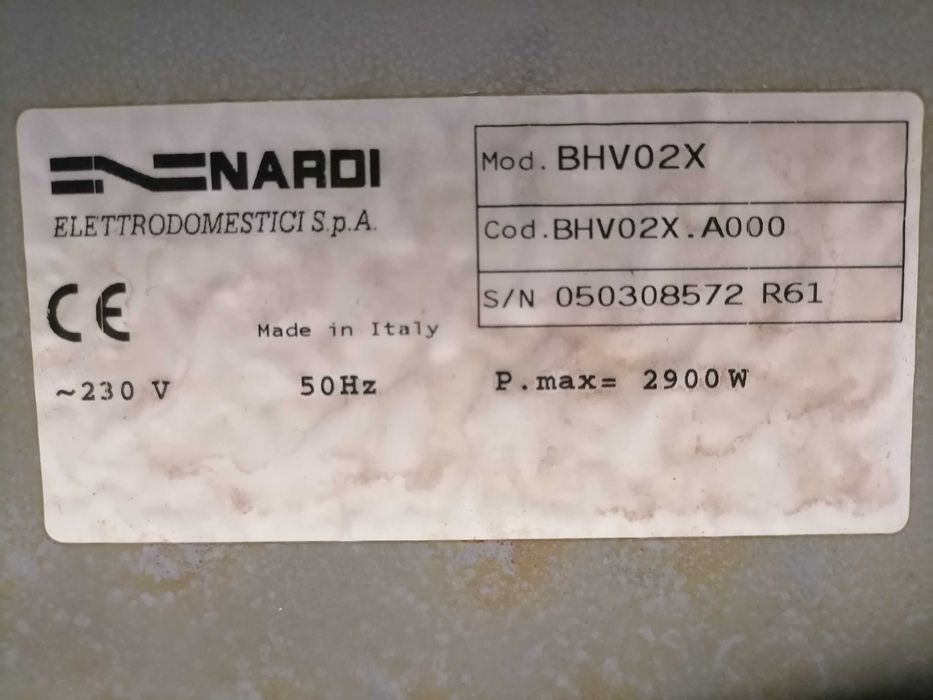 NARDI
ELETTRODOMESTICI S.p.A.
CE
Made in Italy
~230 V 50Hz P.max= 2900W
Mod. BHV02X
Cod.BHV02X.A000
S/N 050308572 R61